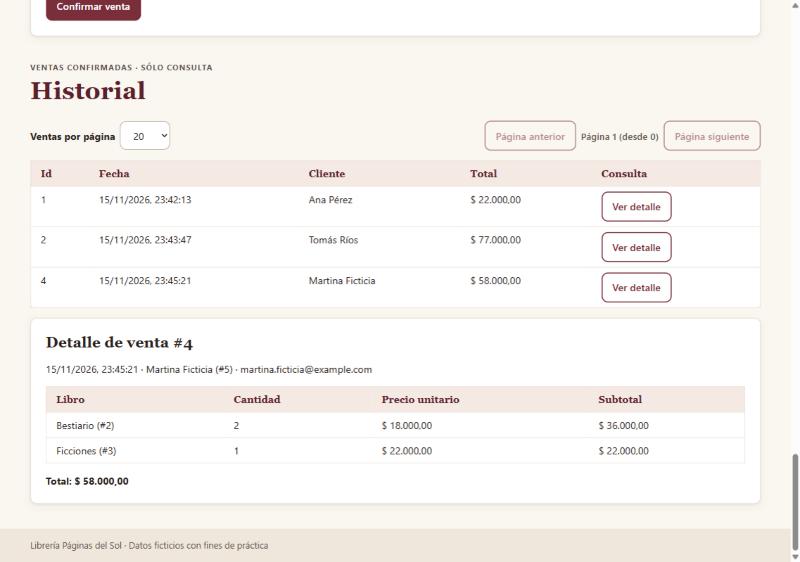 Confirmar venta
VENTAS CONFIRMADAS · SÓLO CONSULTA
Historial
Ventas por página 20 Página anterior Página 1 (desde 0) Página siguiente
Id Fecha Cliente Total Consulta
1 15/11/2026, 23:42:13 Ana Pérez $ 22.000,00 Ver detalle
2 15/11/2026, 23:43:47 Tomás Ríos $ 77.000,00 Ver detalle
4 15/11/2026, 23:45:21 Martina Ficticia $ 58.000,00 Ver detalle
Detalle de venta #4
15/11/2026, 23:45:21 · Martina Ficticia (#5) · martina.ficticia@example.com
Libro Cantidad Precio unitario Subtotal
Bestiario (#2) 2 $ 18.000,00 $ 36.000,00
Ficciones (#3) 1 $ 22.000,00 $ 22.000,00
Total: $ 58.000,00
Librería Páginas del Sol · Datos ficticios con fines de práctica